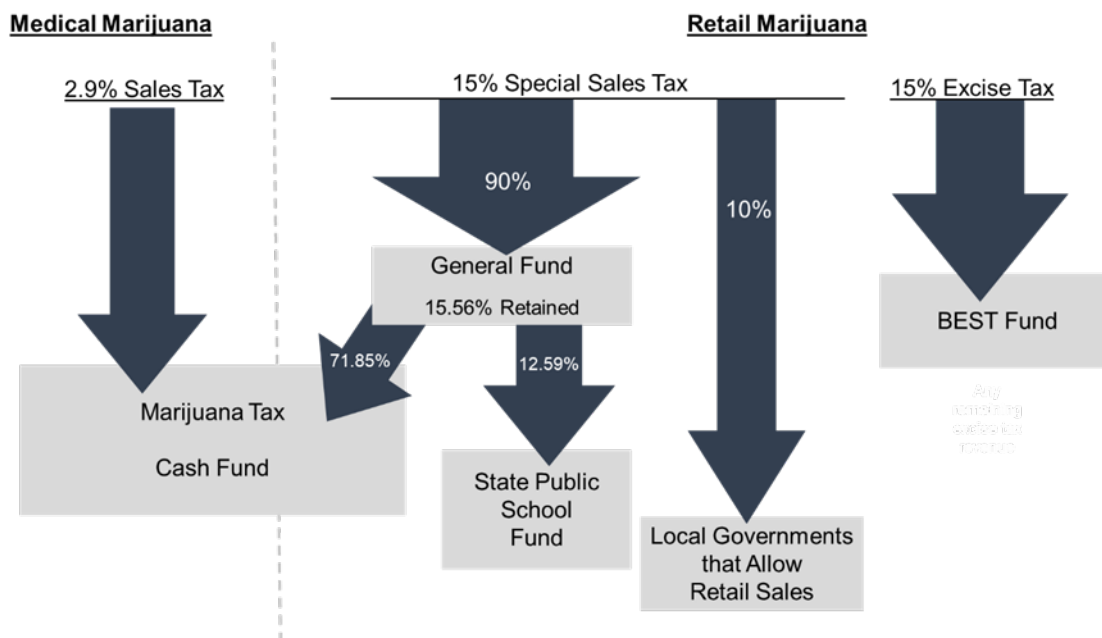 Medical Marijuana
Retail Marijuana
2.9% Sales Tax
15% Special Sales Tax
15% Excise Tax
90%
10%
General Fund
15.56% Retained
BEST Fund
71.85%
12.59%
Marijuana Tax
Cash Fund
State Public
School
Fund
Local Governments
that Allow
Retail Sales
Any